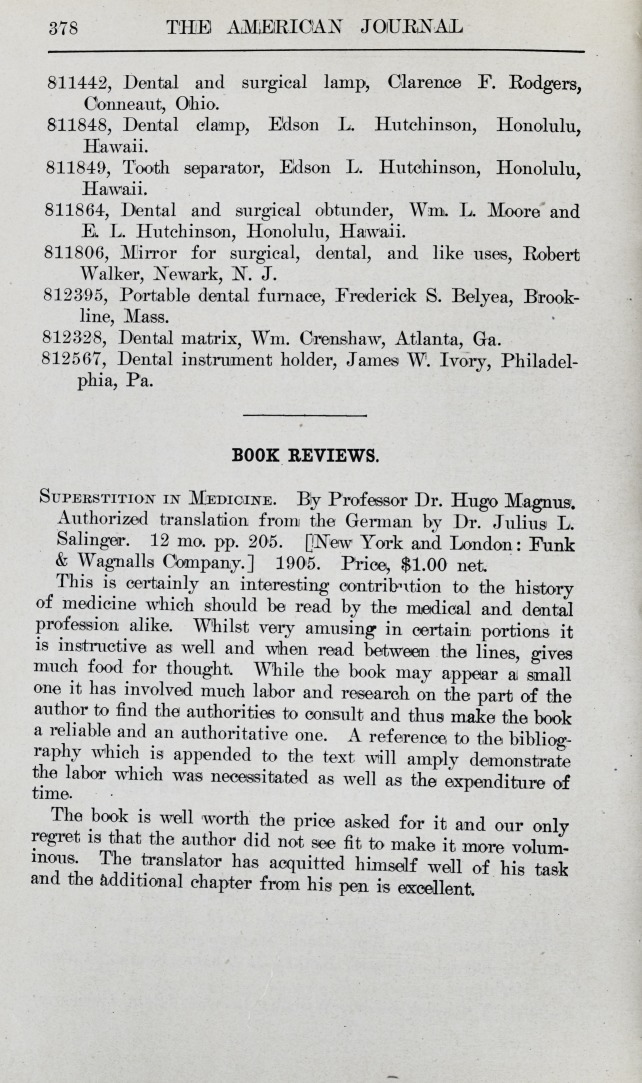 378 THE AMERICAN JOURNAL
811442, Dental and surgical lamp, Clarence F. Rodgers,
Conneaut, Ohio.
811848, Dental clamp, Edson L. Hutchinson, Honolulu,
Hawaii.
811849, Tooth separator, Edson L. Hutchinson, Honolulu,
Hawaii.
811864, Dental and surgical obtunder, Wm. L. Moore and
E. L. Hutchinson, Honolulu, Hawaii.
811806, Mirror for surgical, dental, and like uses, Robert
Walker, Newark, N. J.
812395, Portable dental furnace, Frederick S. Belyea, Brook-
line, Mass.
812328, Dental matrix, Wm. Crenshaw, Atlanta, Ga.
812567, Dental instrument holder, James W. Ivory, Philadel-
phia, Pa.
BOOK REVIEWS.
SUPERSTITION IN MEDICINE. By Professor Dr. Hugo Magnus.
Authorized translation from the German by Dr. Julius L.
Salinger. 12 mo. pp. 205. [New York and London: Funk
& Wagnalls Company.] 1905. Price, $1.00 net.
This is certainly an interesting contribution to the history
of medicine which should be read by the medical and dental
profession alike. Whilst very amusing in certain portions it
is instructive as well and when read between the lines, gives
much food for thought. While the book may appear a small
one it has involved much labor and research on the part of the
author to find the authorities to consult and thus make the book
a reliable and an authoritative one. A reference to the bibliog-
raphy which is appended to the text will amply demonstrate
the labor which was necessitated as well as the expenditure of
time.
The book is well worth the price asked for it and our only
regret is that the author did not see fit to make it more volum-
inous. The translator has acquitted himself well of his task
and the additional chapter from his pen is excellent.